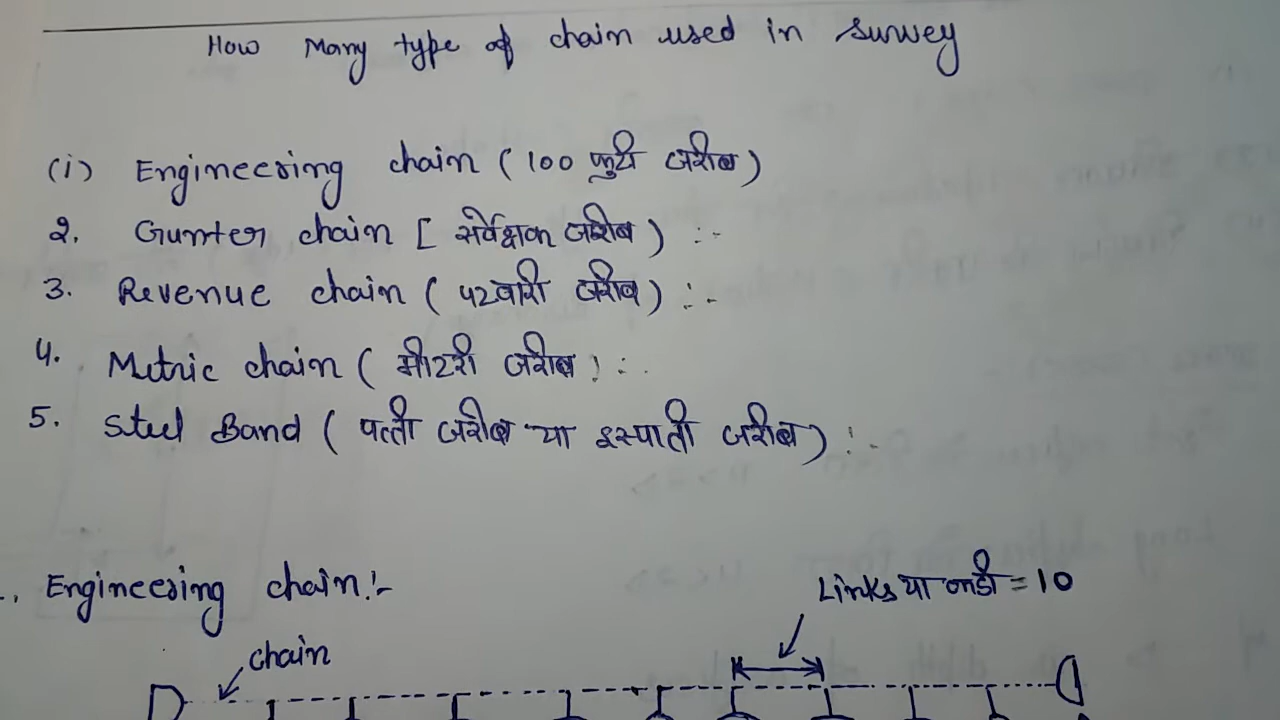 How Many type of chain used in Survey
(i) Engineering chain ( 100 फुटी जरीब )
2. Gunter chain [ सर्वेक्षक जरीब ) :-
3. Revenue chain ( पटवारी जरीब ) :-
4. Metric chain ( मीटरी जरीब ) :-
5. Steel Band ( पत्ती जरीब या इस्पाती जरीब ) :-
Engineering chain :-
Links या कडी = 10
chain